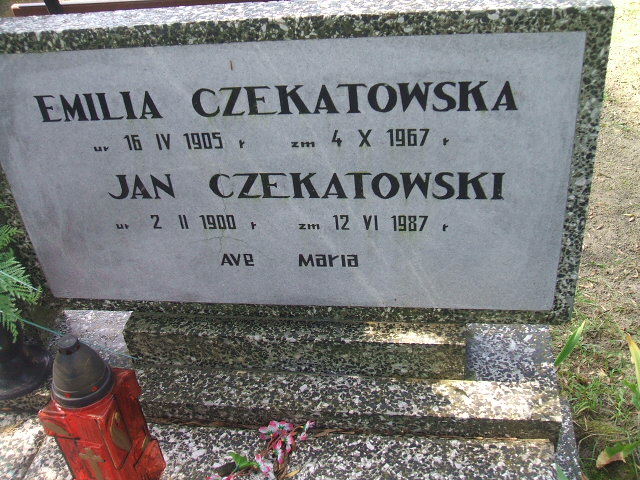 EMILIA CZEKATOWSKA
ur 16 IV 1905 r zm 4 X 1967 r
JAN CZEKATOWSKI
ur 2 II 1900 r zm 12 VI 1987 r
AVe Maria